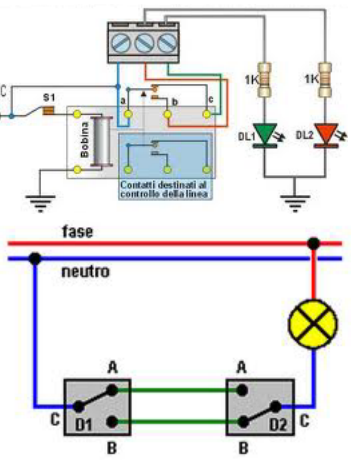 1K
1K
C
S1
a
b
c
Bobina
DL1
DL2
Contatti destinati al
controllo della linea
fase
neutro
A
A
C
D1
D2
C
B
B